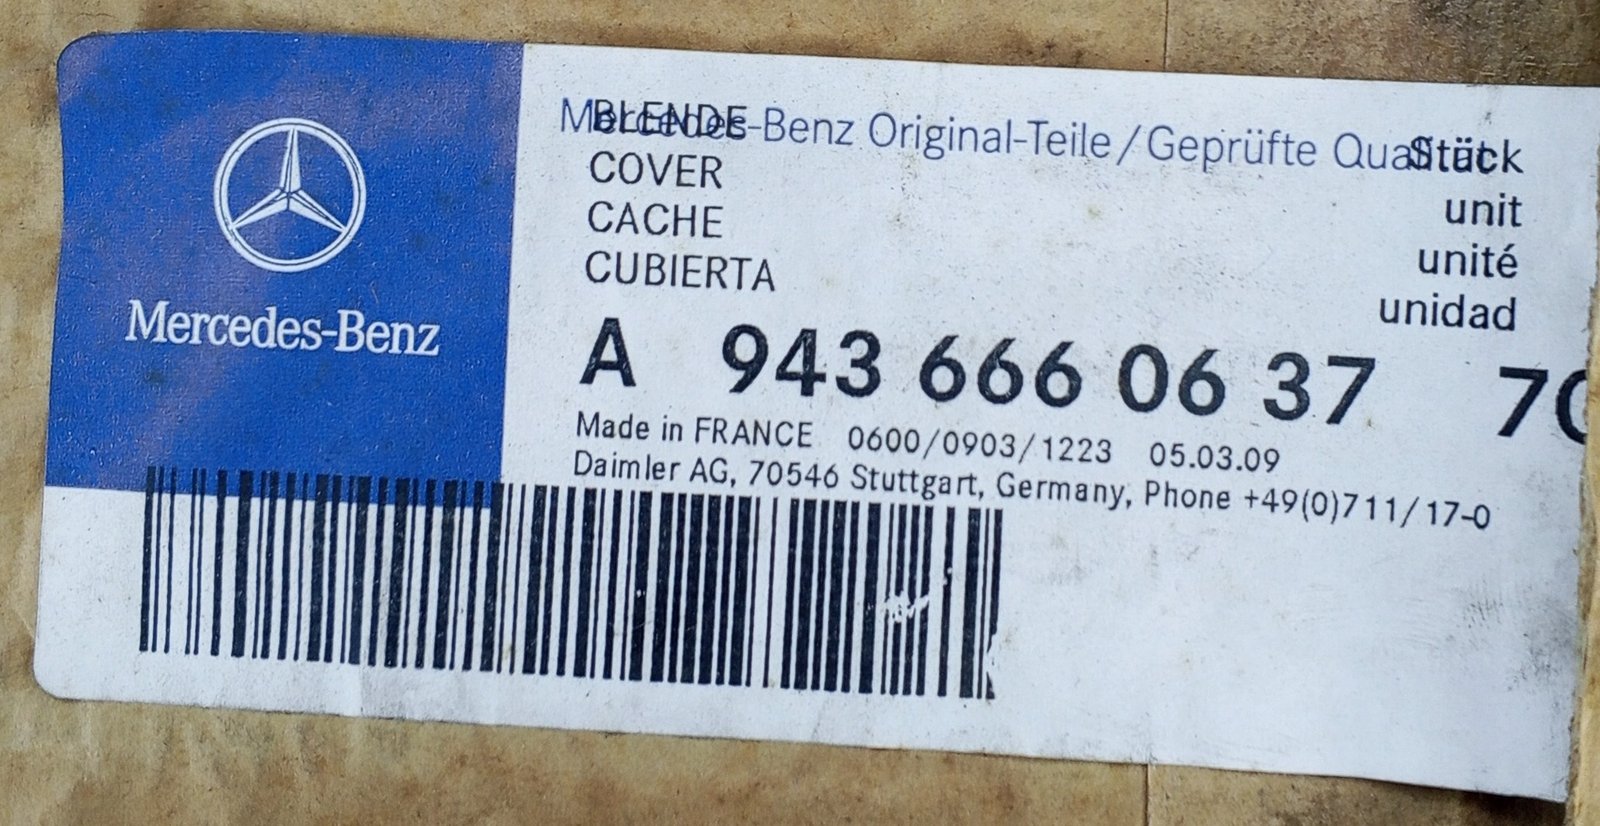 Mercedes-Benz
Mercedes-Benz Original-Teile / Geprüfte Qualität
BLENDE Stück
COVER unit
CACHE unité
CUBIERTA unidad
A 943 666 06 37 70
Made in FRANCE 0600/0903/1223 05.03.09
Daimler AG, 70546 Stuttgart, Germany, Phone +49(0)711/17-0